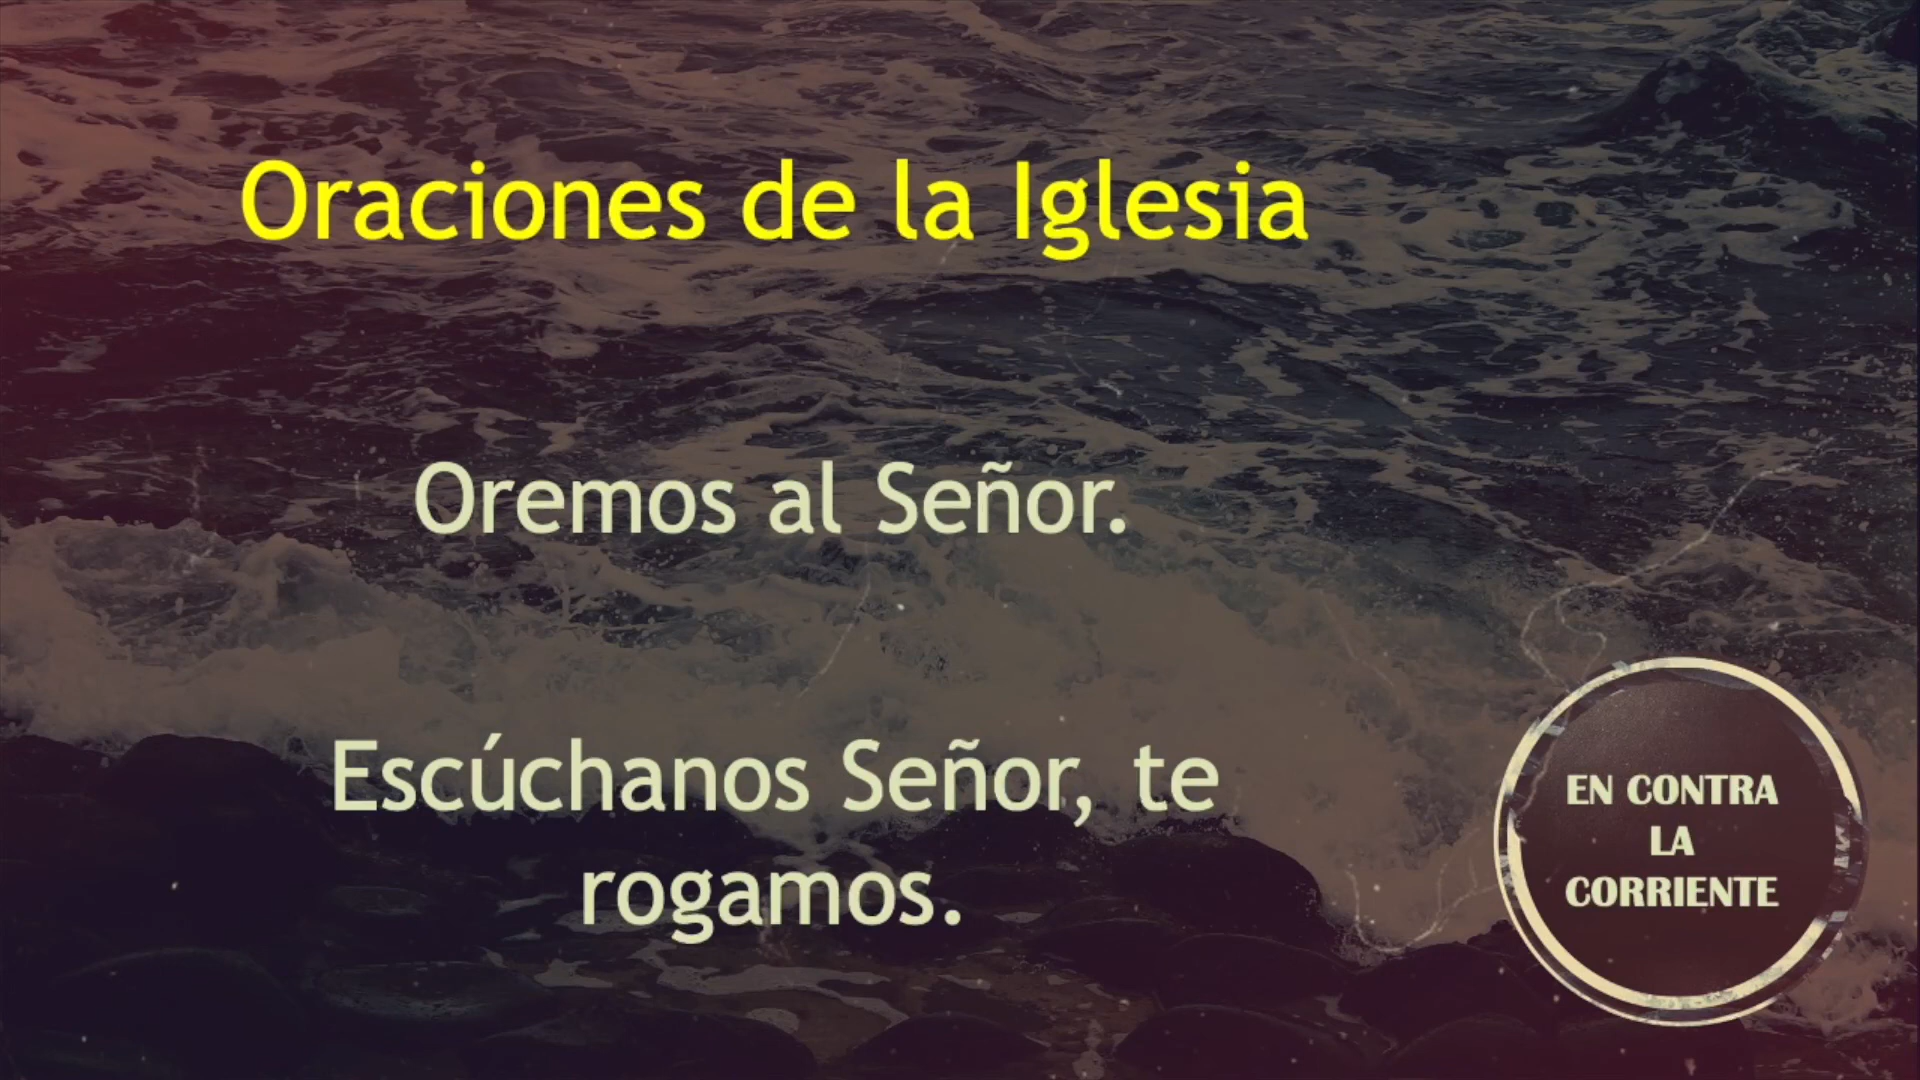 Oraciones de la Iglesia
Oremos al Señor.
Escúchanos Señor, te
rogamos.
EN CONTRA
LA
CORRIENTE